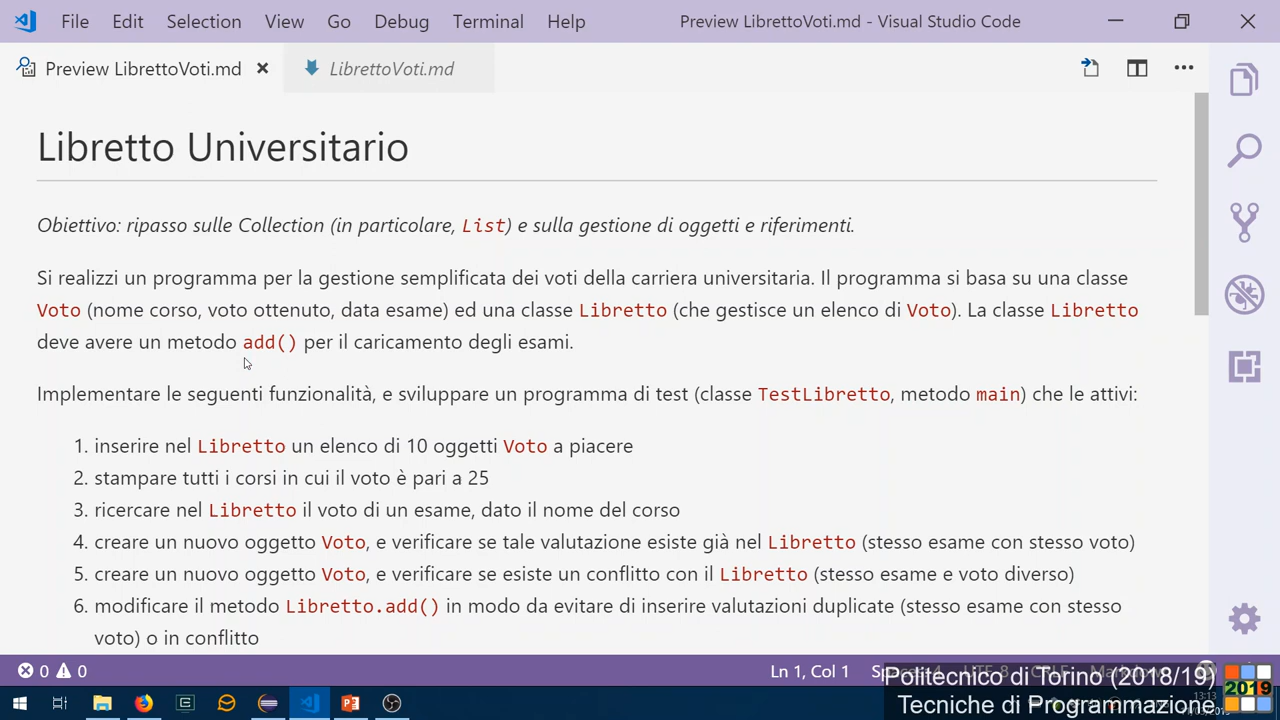 File Edit Selection View Go Debug Terminal Help Preview LibrettoVoti.md - Visual Studio Code
Preview LibrettoVoti.md LibrettoVoti.md
Libretto Universitario
Obiettivo: ripasso sulle Collection (in particolare, List) e sulla gestione di oggetti e riferimenti.
Si realizzi un programma per la gestione semplificata dei voti della carriera universitaria. Il programma si basa su una classe
Voto (nome corso, voto ottenuto, data esame) ed una classe Libretto (che gestisce un elenco di Voto). La classe Libretto
deve avere un metodo add() per il caricamento degli esami.
Implementare le seguenti funzionalità, e sviluppare un programma di test (classe TestLibretto, metodo main) che le attivi:
1. inserire nel Libretto un elenco di 10 oggetti Voto a piacere
2. stampare tutti i corsi in cui il voto è pari a 25
3. ricercare nel Libretto il voto di un esame, dato il nome del corso
4. creare un nuovo oggetto Voto, e verificare se tale valutazione esiste già nel Libretto (stesso esame con stesso voto)
5. creare un nuovo oggetto Voto, e verificare se esiste un conflitto con il Libretto (stesso esame e voto diverso)
6. modificare il metodo Libretto.add() in modo da evitare di inserire valutazioni duplicate (stesso esame con stesso
voto) o in conflitto
0 0 Ln 1, Col 1
Politecnico di Torino (2018/19)
Tecniche di Programmazione
2019